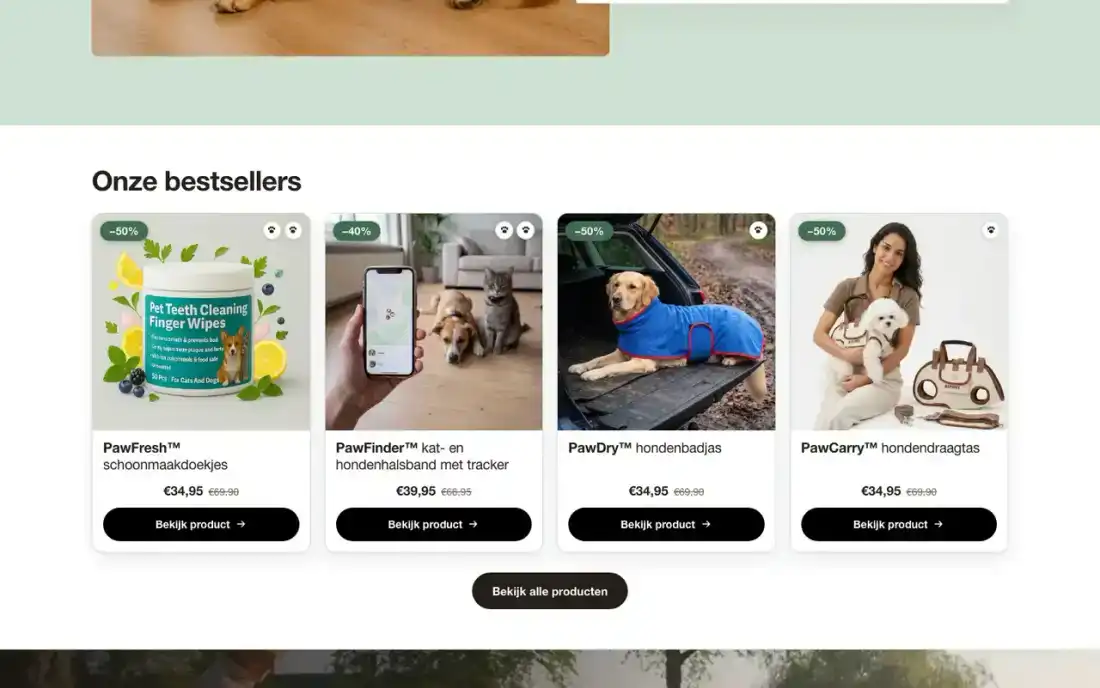 Onze bestsellers
–50%
Pet Teeth Cleaning
Finger Wipes
50 Pcs For Cats And Dogs
PawFresh™
schoonmaakdoekjes
€34,95 €69.90
Bekijk product →
–40%
PawFinder™ kat- en
hondenhalsband met tracker
€39,95 €66,95
Bekijk product →
–50%
PawDry™ hondenbadjas
€34,95 €69,90
Bekijk product →
–50%
PawCarry™ hondendraagtas
€34,95 €69.90
Bekijk product →
Bekijk alle producten